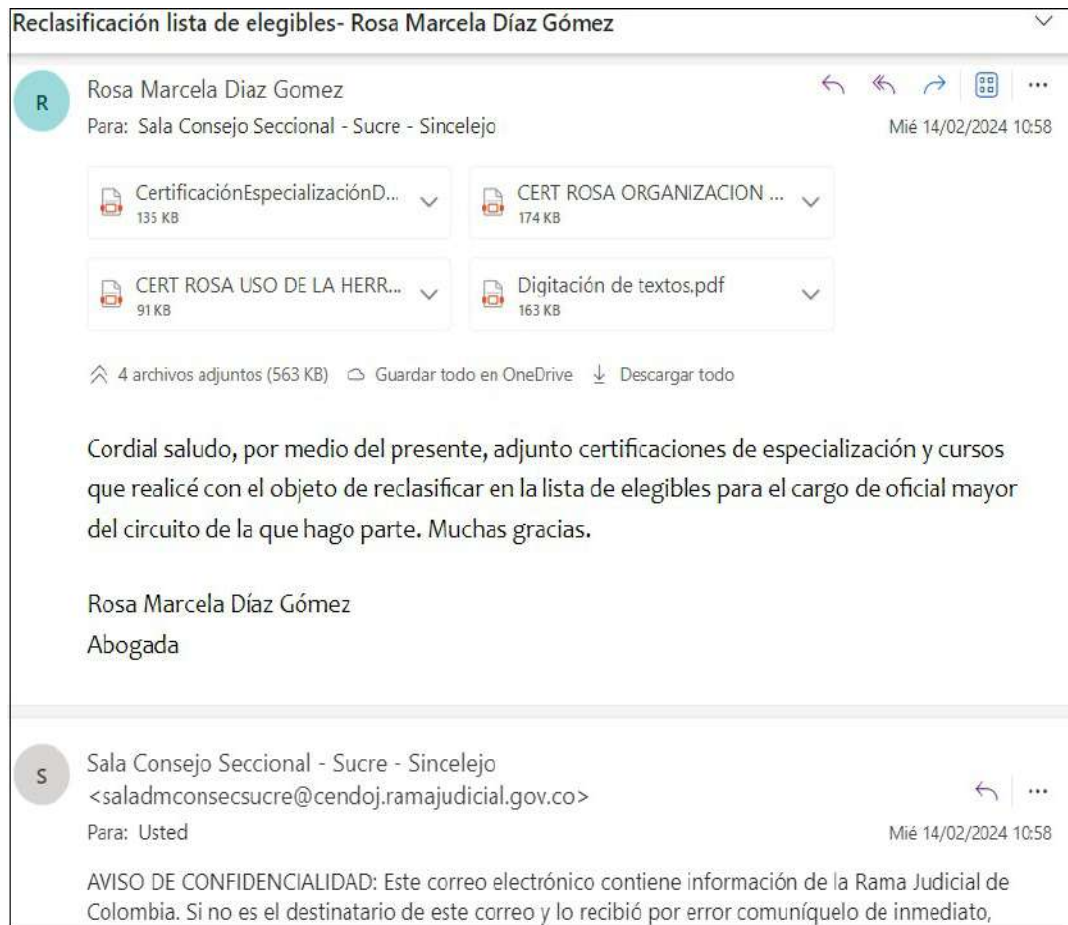 Reclasificación lista de elegibles- Rosa Marcela Díaz Gómez
R
Rosa Marcela Diaz Gomez
Para: Sala Consejo Seccional - Sucre - Sincelejo
Mié 14/02/2024 10:58
CertificaciónEspecializaciónD...
135 KB
CERT ROSA ORGANIZACION ...
174 KB
CERT ROSA USO DE LA HERR...
91 KB
Digitación de textos.pdf
163 KB
4 archivos adjuntos (563 KB) Guardar todo en OneDrive Descargar todo
Cordial saludo, por medio del presente, adjunto certificaciones de especialización y cursos
que realicé con el objeto de reclasificar en la lista de elegibles para el cargo de oficial mayor
del circuito de la que hago parte. Muchas gracias.
Rosa Marcela Díaz Gómez
Abogada
S
Sala Consejo Seccional - Sucre - Sincelejo
<saladmconsecsucre@cendoj.ramajudicial.gov.co>
Para: Usted
Mié 14/02/2024 10:58
AVISO DE CONFIDENCIALIDAD: Este correo electrónico contiene información de la Rama Judicial de
Colombia. Si no es el destinatario de este correo y lo recibió por error comuníquelo de inmediato,